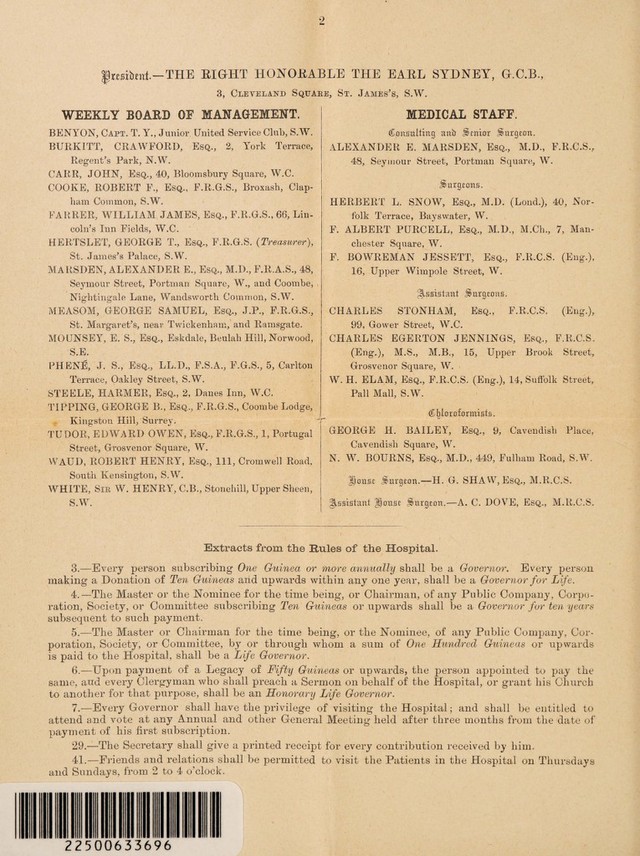 2
President.—THE RIGHT HONORABLE THE EARL SYDNEY, G.C.B.,
3, Cleveland Square, St. James's, S.W.
WEEKLY BOARD OF MANAGEMENT.
BENYON, Capt. T. Y., Junior United Service Club, S.W.
BURKITT, CRAWFORD, Esq., 2, York Terrace,
Regent's Park, N.W.
CARR, JOHN, Esq., 40, Bloomsbury Square, W.C.
COOKE, ROBERT F., Esq., F.R.G.S., Broxash, Clap-
ham Common, S.W.
FARRER, WILLIAM JAMES, Esq., F.R.G.S., 66, Lin-
coln's Inn Fields, W.C.
HERTSLET, GEORGE T., Esq., F.R.G.S. (Treasurer),
St. James's Palace, S.W.
MARSDEN, ALEXANDER E., Esq., M.D., F.R.A.S., 48,
Seymour Street, Portman Square, W., and Coombe,
Nightingale Lane, Wandsworth Common, S.W.
MEASOM, GEORGE SAMUEL, Esq., J.P., F.R.G.S.,
St. Margaret's, near Twickenham, and Ramsgate.
MOUNSEY, E. S., Esq., Eskdale, Beulah Hill, Norwood,
S.E.
PHENÉ, J. S., Esq., LL.D., F.S.A., F.G.S., 5, Carlton
Terrace, Oakley Street, S.W.
STEELE, HARMER, Esq., 2, Danes Inn, W.C.
TIPPING, GEORGE B., Esq., F.R.G.S., Coombe Lodge,
Kingston Hill, Surrey.
TUDOR, EDWARD OWEN, Esq., F.R.G.S., 1, Portugal
Street, Grosvenor Square, W.
WAUD, ROBERT HENRY, Esq., 111, Cromwell Road,
South Kensington, S.W.
WHITE, Sir W. HENRY, C.B., Stonehill, Upper Sheen,
S.W.
MEDICAL STAFF.
Consulting and Senior Surgeon.
ALEXANDER E. MARSDEN, Esq., M.D., F.R.C.S.,
48, Seymour Street, Portman Square, W.
Surgeons.
HERBERT L. SNOW, Esq., M.D. (Lond.), 40, Nor-
folk Terrace, Bayswater, W.
F. ALBERT PURCELL, Esq., M.D., M.Ch., 7, Man-
chester Square, W.
F. BOWREMAN JESSETT, Esq., F.R.C.S. (Eng.),
16, Upper Wimpole Street, W.
Assistant Surgeons.
CHARLES STONHAM, Esq., F.R.C.S. (Eng.),
99, Gower Street, W.C.
CHARLES EGERTON JENNINGS, Esq., F.R.C.S.
(Eng.), M.S., M.B., 15, Upper Brook Street,
Grosvenor Square, W.
W. H. ELAM, Esq., F.R.C.S. (Eng.), 14, Suffolk Street,
Pall Mall, S.W.
Chloroformists.
GEORGE H. BAILEY, Esq., 9, Cavendish Place,
Cavendish Square, W.
N. W. BOURNS, Esq., M.D., 449, Fulham Road, S.W.
House Surgeon.—H. G. SHAW, Esq., M.R.C.S.
Assistant House Surgeon.—A. C. DOVE, Esq., M.R.C.S.
Extracts from the Rules of the Hospital.
3.—Every person subscribing One Guinea or more annually shall be a Governor. Every person
making a Donation of Ten Guineas and upwards within any one year, shall be a Governor for Life.
4.—The Master or the Nominee for the time being, or Chairman, of any Public Company, Corpo-
ration, Society, or Committee subscribing Ten Guineas or upwards shall be a Governor for ten years
subsequent to such payment.
5.—The Master or Chairman for the time being, or the Nominee, of any Public Company, Cor-
poration, Society, or Committee, by or through whom a sum of One Hundred Guineas or upwards
is paid to the Hospital, shall be a Life Governor.
6.—Upon payment of a Legacy of Fifty Guineas or upwards, the person appointed to pay the
same, and every Clergyman who shall preach a Sermon on behalf of the Hospital, or grant his Church
to another for that purpose, shall be an Honorary Life Governor.
7.—Every Governor shall have the privilege of visiting the Hospital; and shall be entitled to
attend and vote at any Annual and other General Meeting held after three months from the date of
payment of his first subscription.
29.—The Secretary shall give a printed receipt for every contribution received by him.
41.—Friends and relations shall be permitted to visit the Patients in the Hospital on Thursdays
and Sundays, from 2 to 4 o'clock.
22500633696